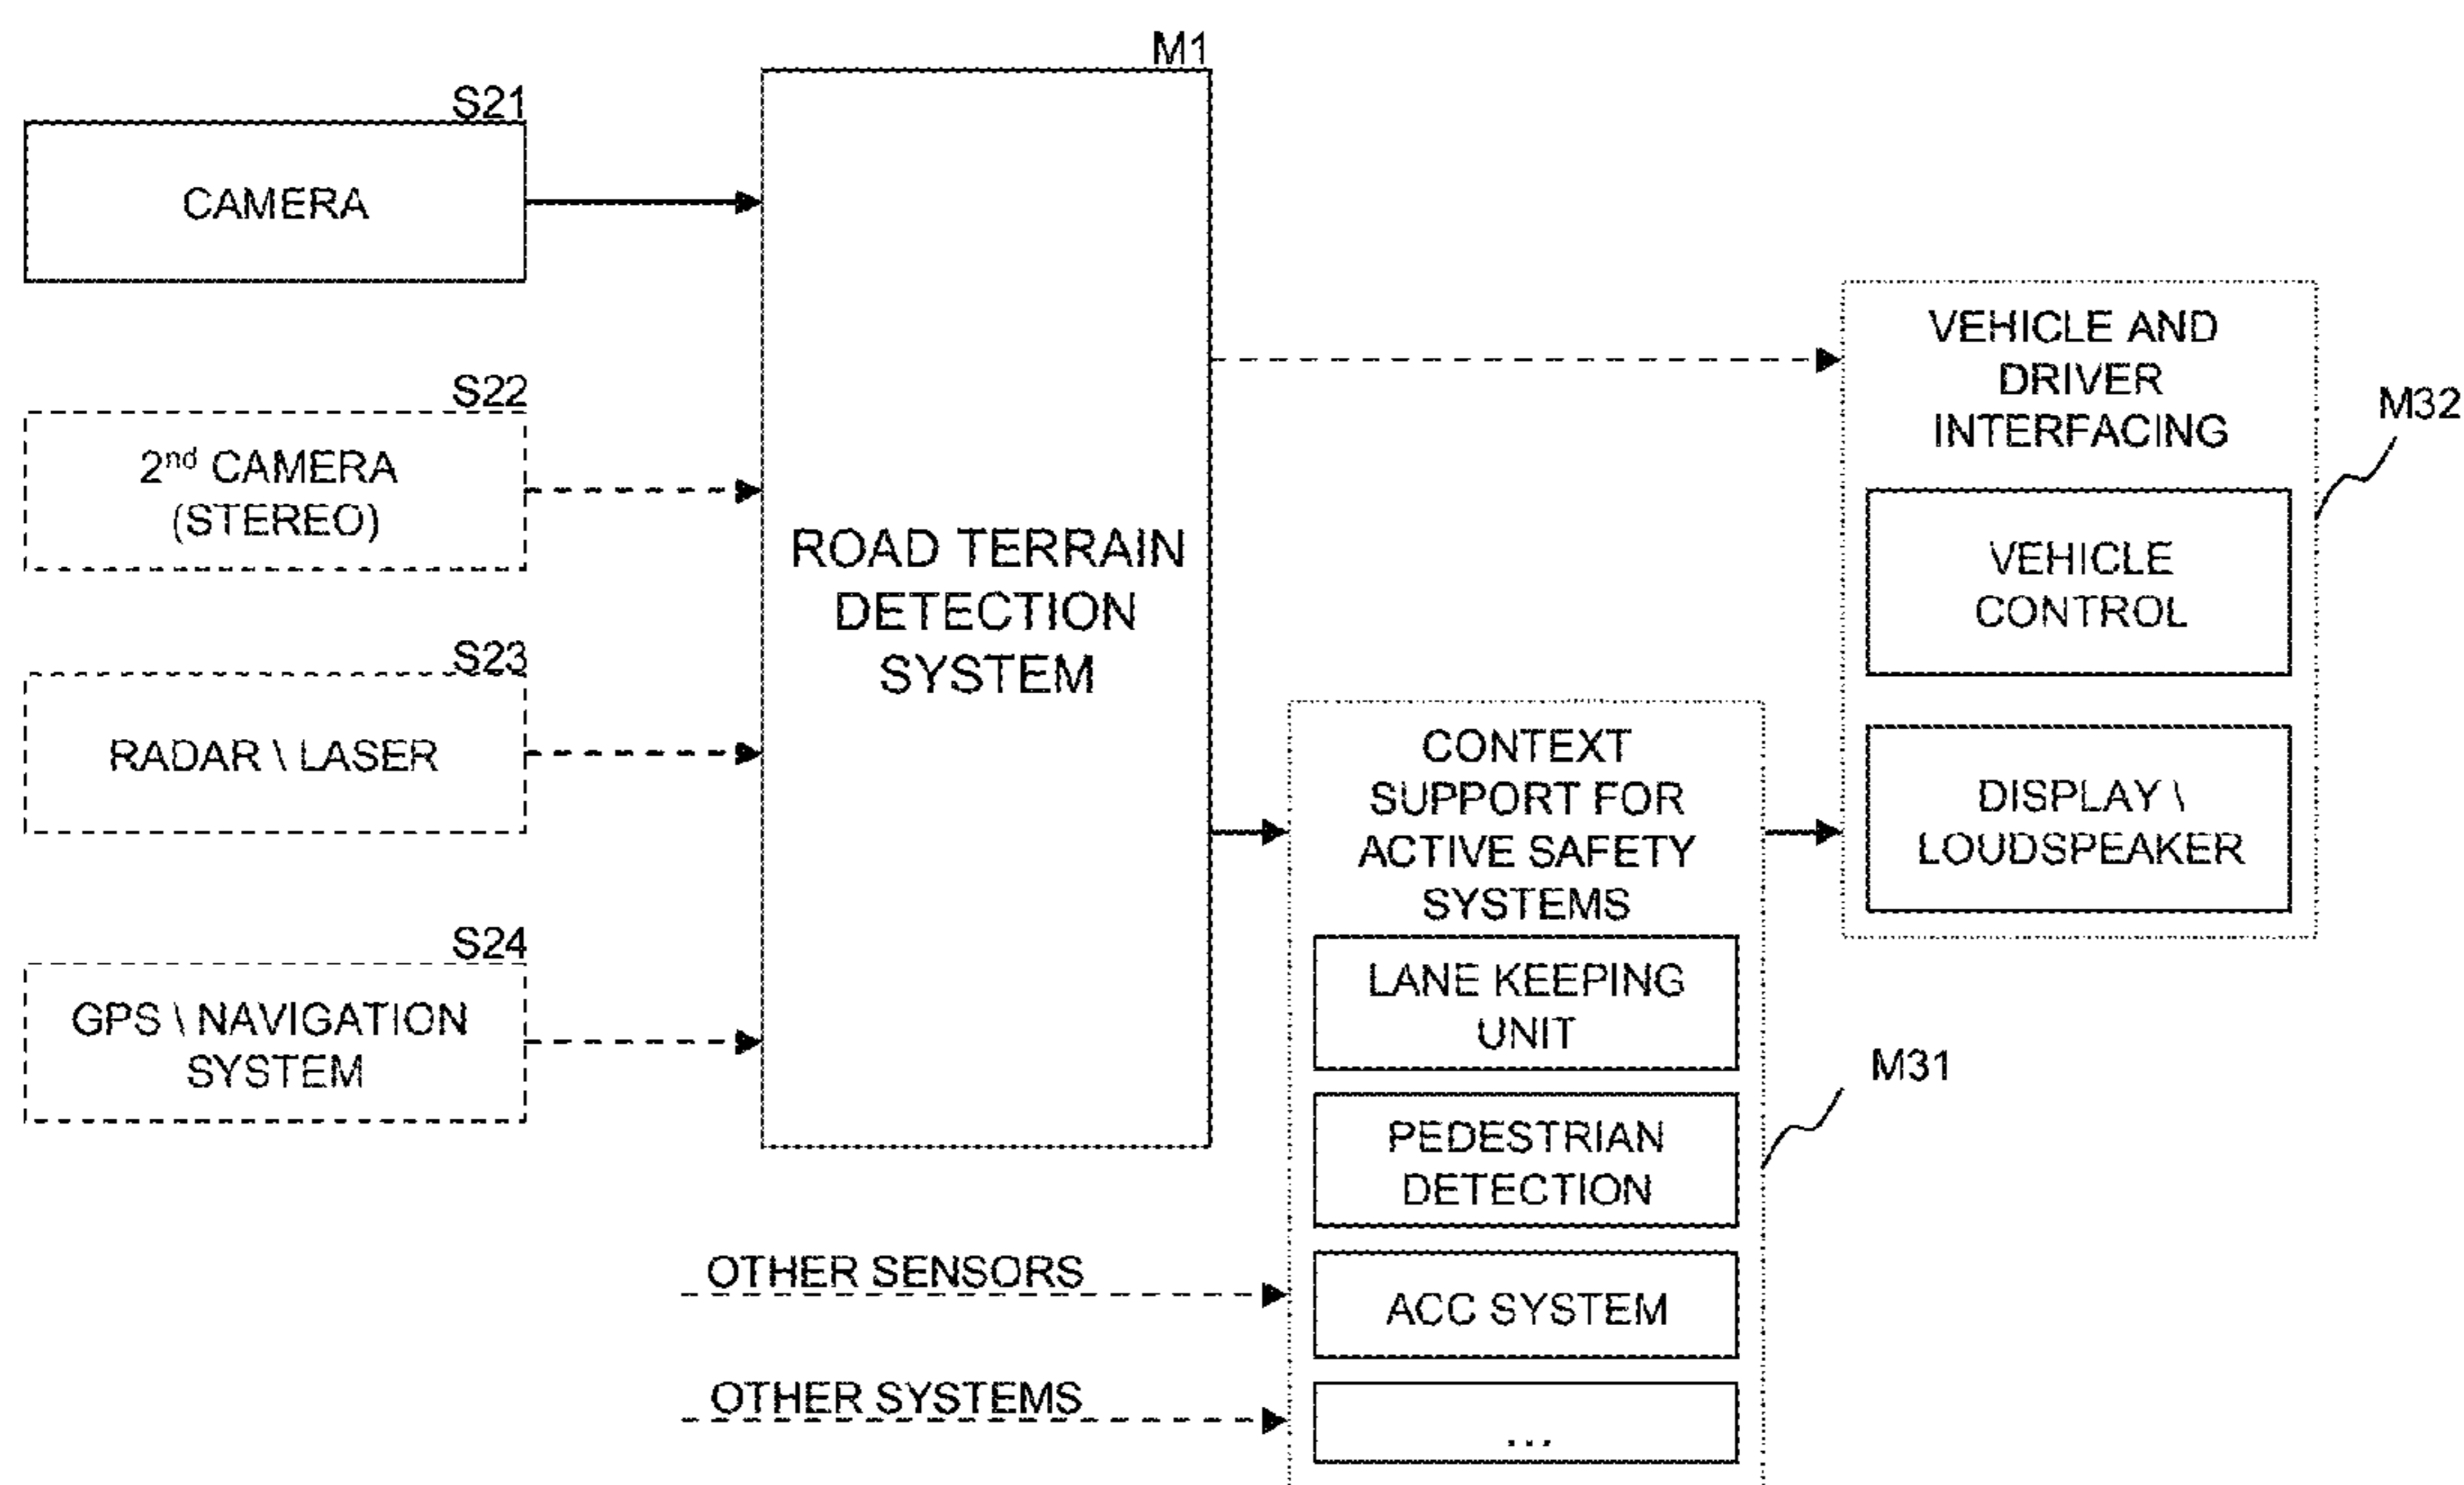 M1
S21
CAMERA
S22
2nd CAMERA
(STEREO)
S23
RADAR \ LASER
S24
GPS \ NAVIGATION
SYSTEM
ROAD TERRAIN
DETECTION
SYSTEM
VEHICLE AND
DRIVER
INTERFACING
M32
VEHICLE
CONTROL
DISPLAY \
LOUDSPEAKER
CONTEXT
SUPPORT FOR
ACTIVE SAFETY
SYSTEMS
LANE KEEPING
UNIT
M31
PEDESTRIAN
DETECTION
OTHER SENSORS
ACC SYSTEM
OTHER SYSTEMS
...